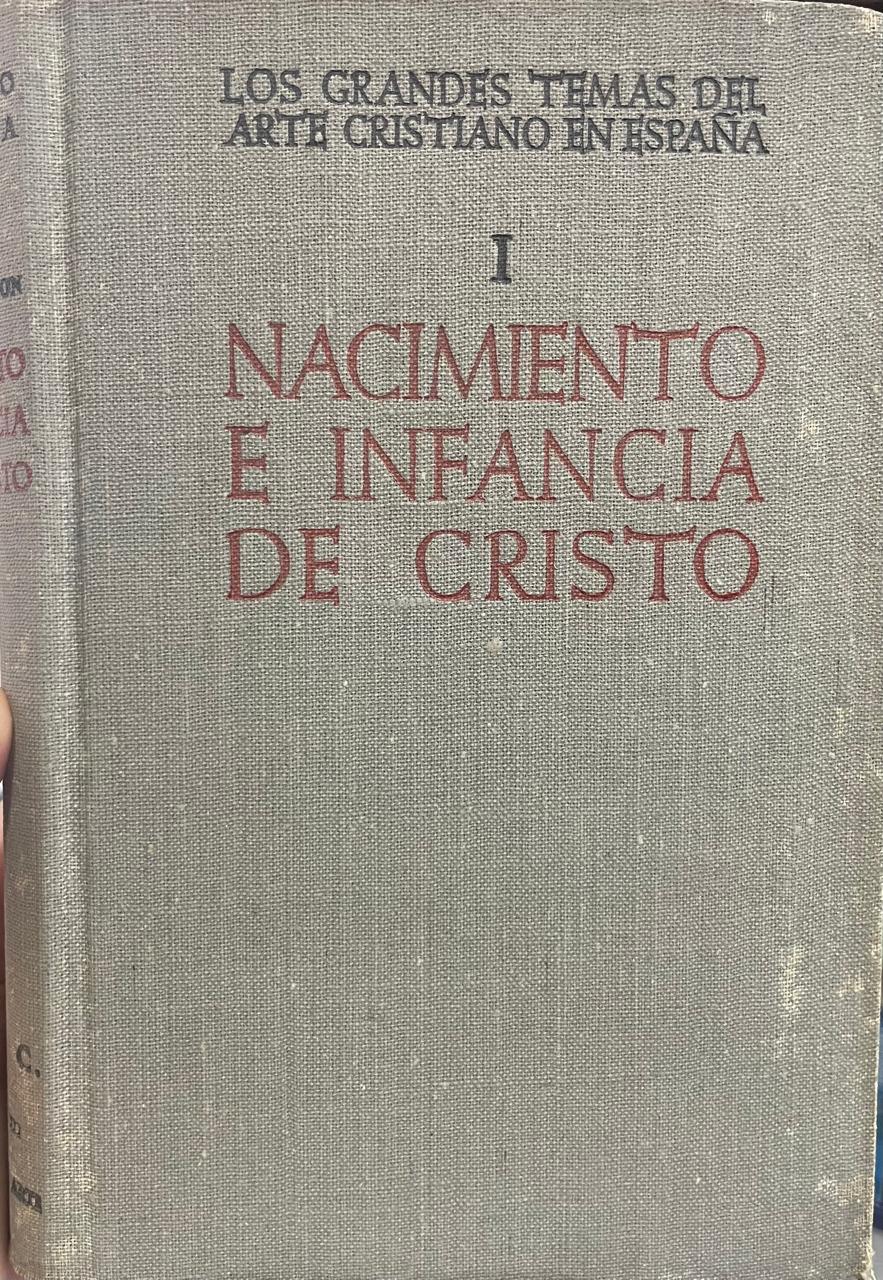 LOS GRANDES TEMAS DEL
ARTE CRISTIANO EN ESPAÑA
I
NACIMIENTO
E INFANCIA
DE CRISTO
C.